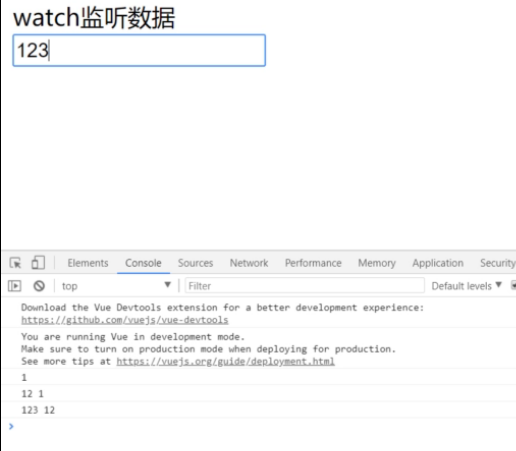 watch监听数据
123
Elements Console Sources Network Performance Memory Application Security
top Filter Default levels
Download the Vue Devtools extension for a better development experience:
https://github.com/vuejs/vue-devtools
You are running Vue in development mode.
Make sure to turn on production mode when deploying for production.
See more tips at https://vuejs.org/guide/deployment.html
1
12 1
123 12